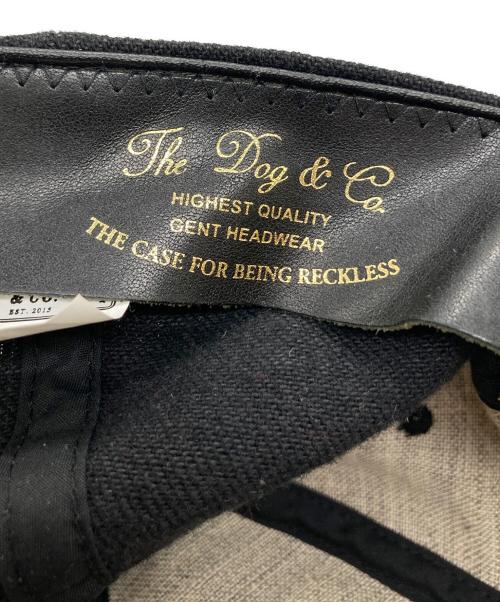 The Dog & Co.
HIGHEST QUALITY
GENT HEADWEAR
THE CASE FOR BEING RECKLESS
& CO.
EST. 2015